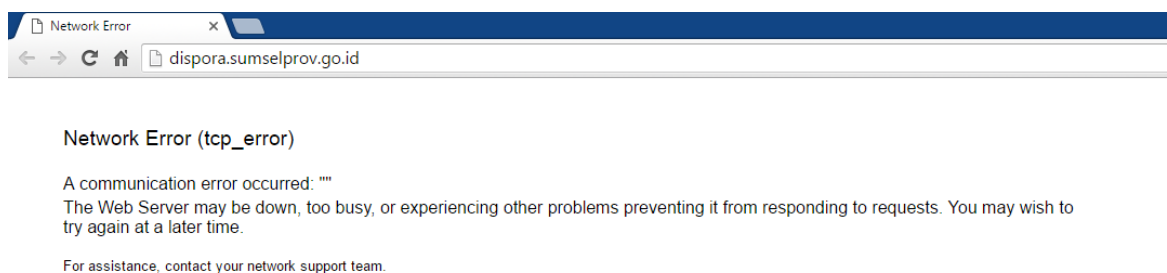 Network Error
dispora.sumselprov.go.id
Network Error (tcp_error)
A communication error occurred: ""
The Web Server may be down, too busy, or experiencing other problems preventing it from responding to requests. You may wish to
try again at a later time.
For assistance, contact your network support team.